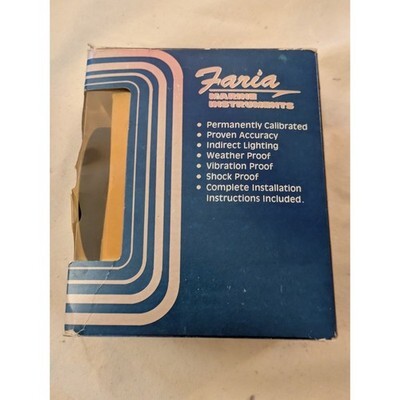 Faria
MARINE
INSTRUMENTS
• Permanently Calibrated
• Proven Accuracy
• Indirect Lighting
• Weather Proof
• Vibration Proof
• Shock Proof
• Complete Installation
Instructions Included.